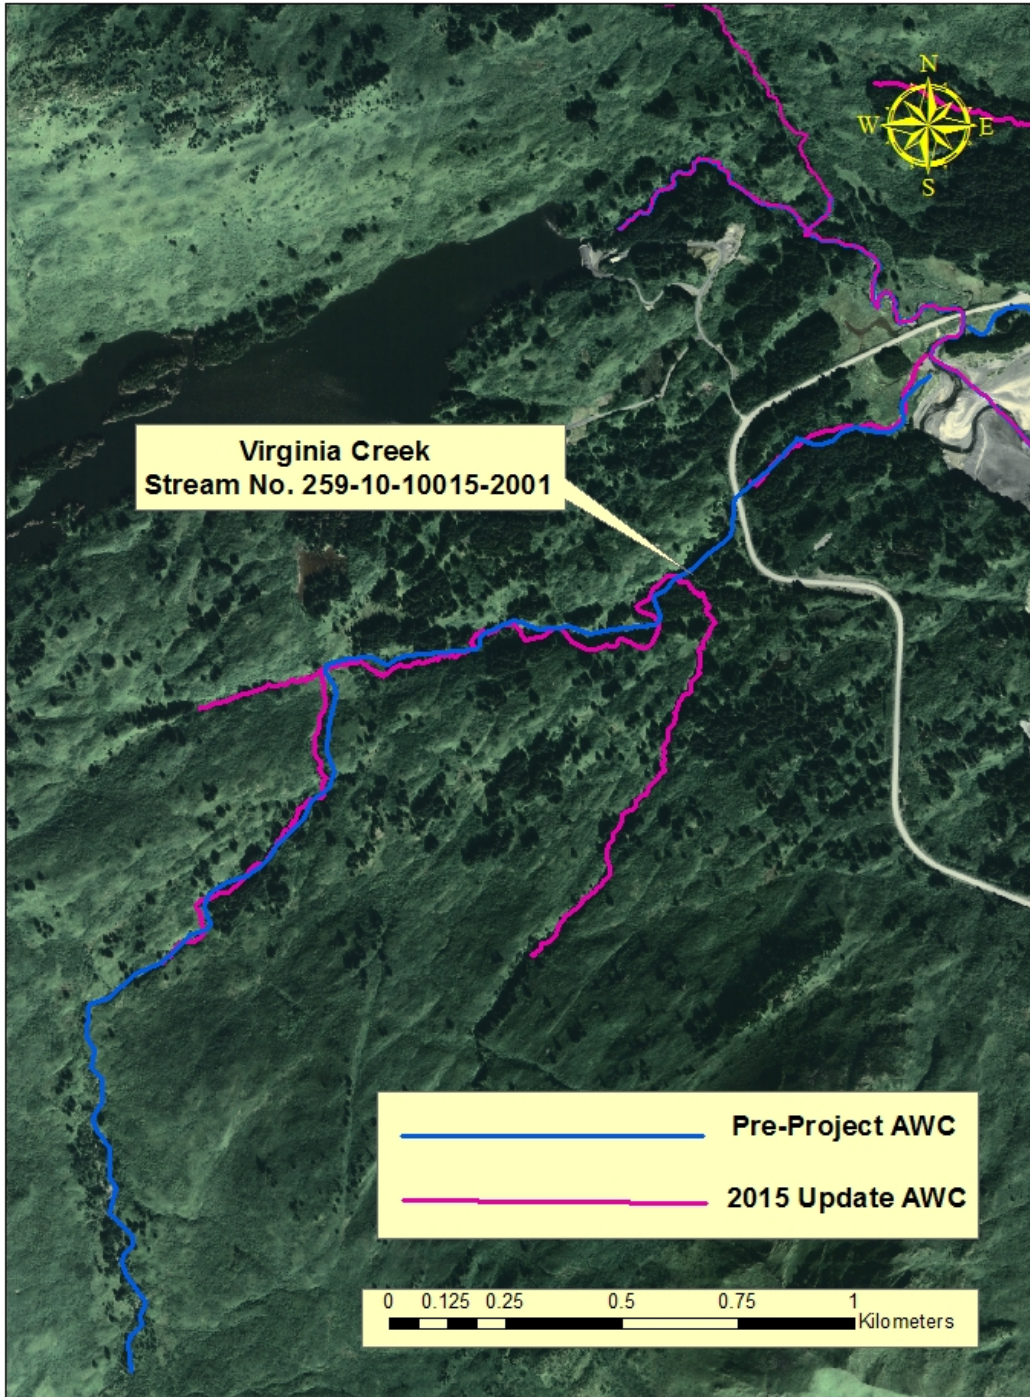 N
W E
S
Virginia Creek
Stream No. 259-10-10015-2001
Pre-Project AWC
2015 Update AWC
0 0.125 0.25 0.5 0.75 1
Kilometers